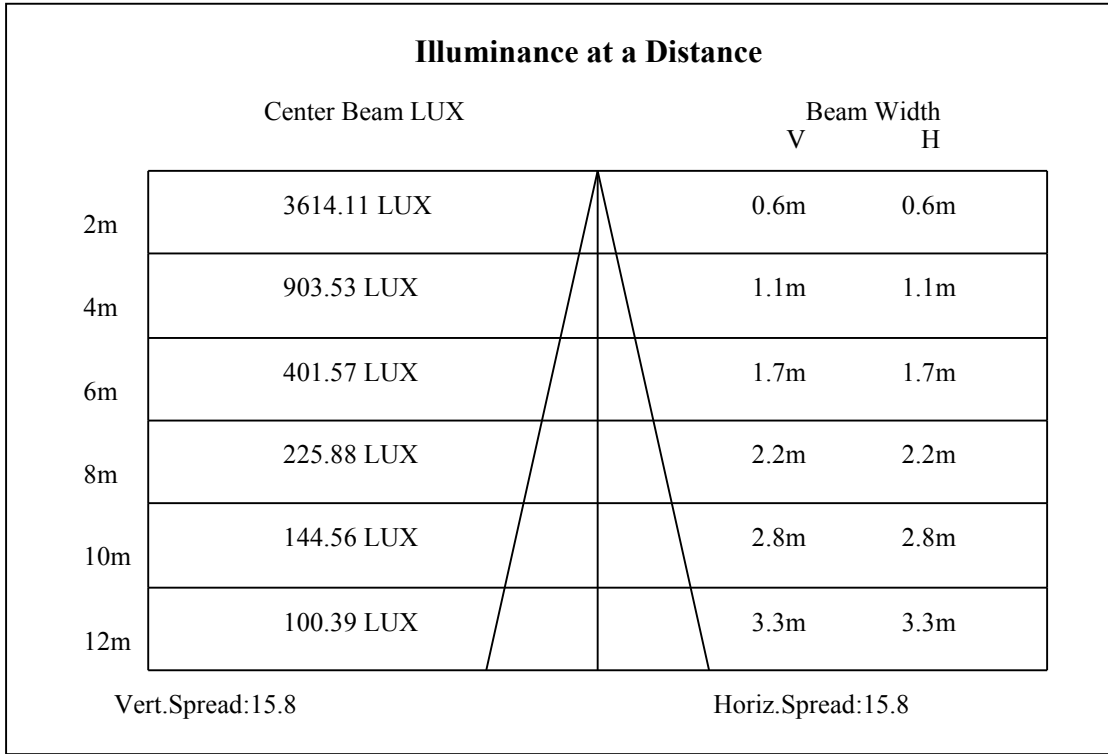 Illuminance at a Distance
Center Beam LUX Beam Width
V H
2m 3614.11 LUX 0.6m 0.6m
4m 903.53 LUX 1.1m 1.1m
6m 401.57 LUX 1.7m 1.7m
8m 225.88 LUX 2.2m 2.2m
10m 144.56 LUX 2.8m 2.8m
12m 100.39 LUX 3.3m 3.3m
Vert.Spread:15.8 Horiz.Spread:15.8